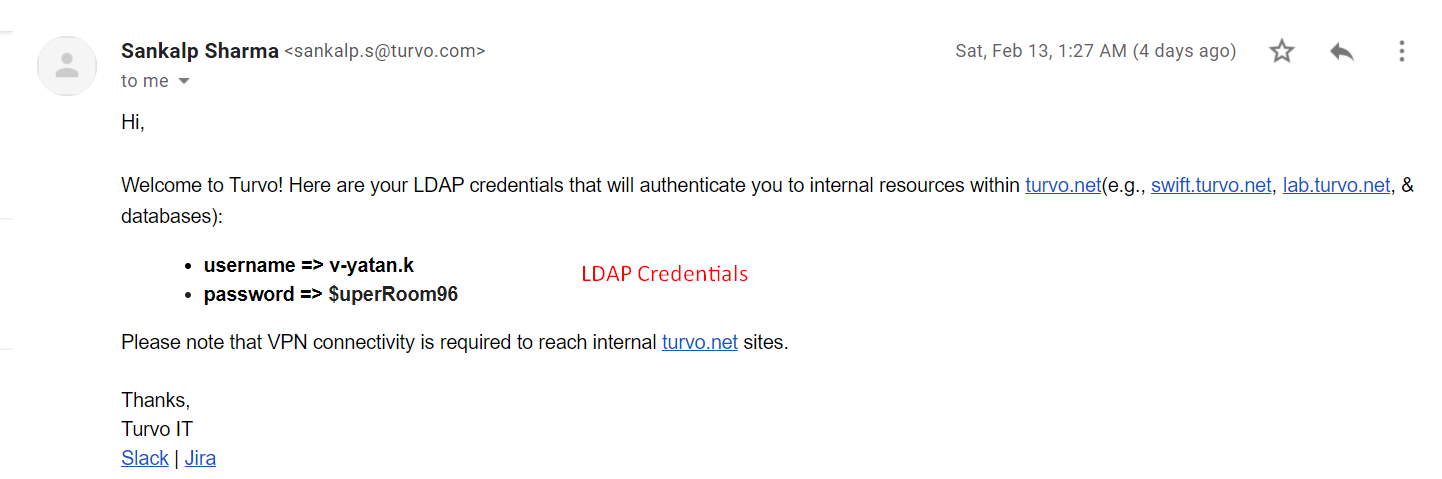 Sankalp Sharma <sankalp.s@turvo.com>
Sat, Feb 13, 1:27 AM (4 days ago)
to me
Hi,
Welcome to Turvo! Here are your LDAP credentials that will authenticate you to internal resources within turvo.net(e.g., swift.turvo.net, lab.turvo.net, &
databases):
• username => v-yatan.k
LDAP Credentials
• password => $uperRoom96
Please note that VPN connectivity is required to reach internal turvo.net sites.
Thanks,
Turvo IT
Slack | Jira